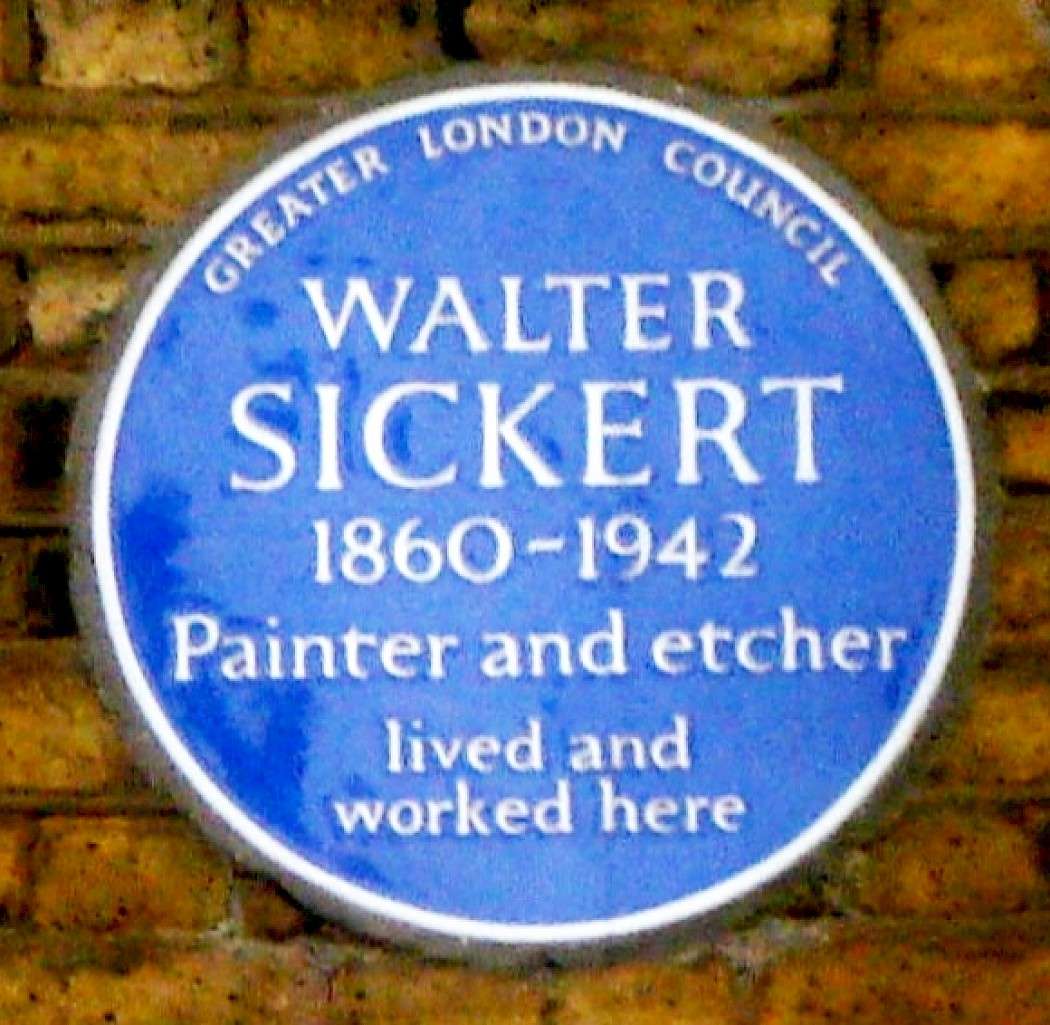 GREATER LONDON COUNCIL
WALTER
SICKERT
1860-1942
Painter and etcher
lived and
worked here